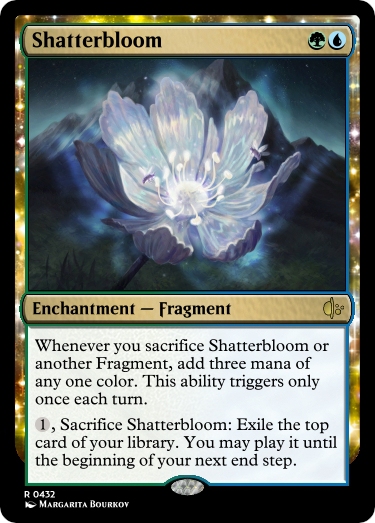 Shatterbloom
Enchantment — Fragment
Whenever you sacrifice Shatterbloom or
another Fragment, add three mana of
any one color. This ability triggers only
once each turn.
1, Sacrifice Shatterbloom: Exile the top
card of your library. You may play it until
the beginning of your next end step.
R 0432
Margarita Bourkov